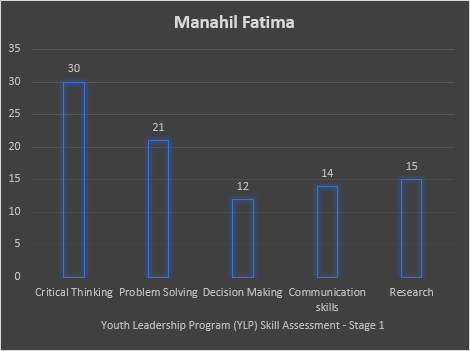 Manahil Fatima
35
30
25
20
15
10
5
0
30
21
12
14
15
Critical Thinking
Problem Solving
Decision Making
Communication
skills
Research
Youth Leadership Program (YLP) Skill Assessment - Stage 1